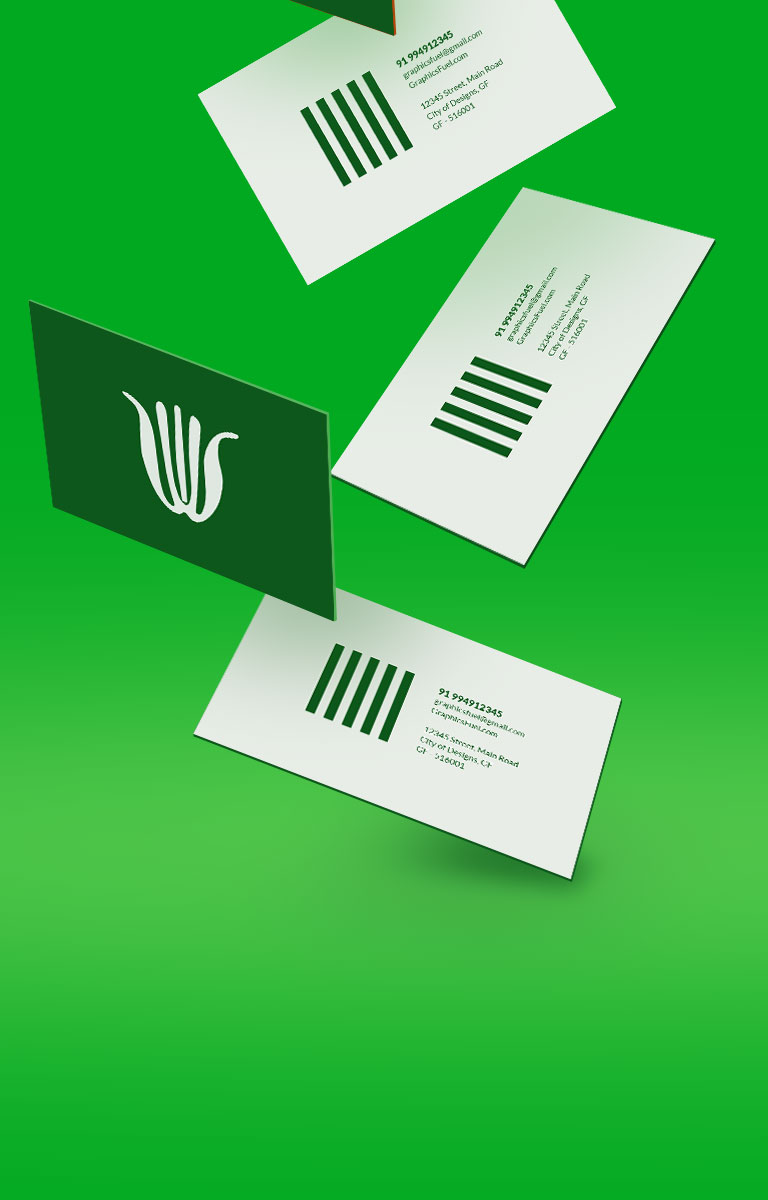 91 994912345
graphicsfuel@gmail.com
GraphicsFuel.com
12345 Street, Main Road
City of Designs, GF
GF - 516001
91 994912345
graphicsfuel@gmail.com
GraphicsFuel.com
12345 Street, Main Road
City of Designs, GF
GF - 516001
91 994912345
graphicsfuel@gmail.com
GraphicsFuel.com
12345 Street, Main Road
City of Designs, GF
GF - 516001